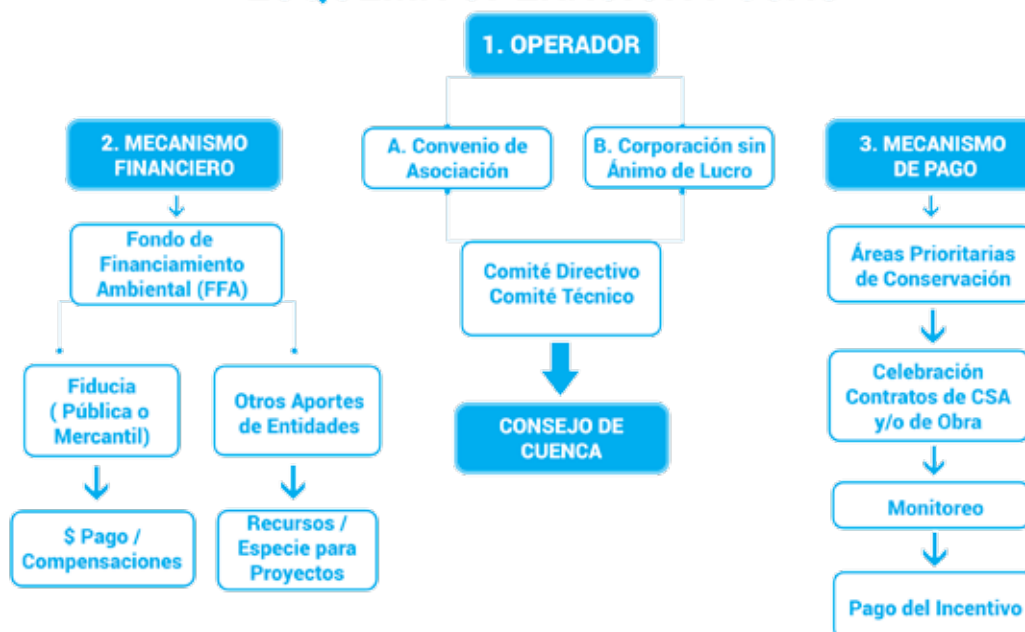 1. OPERADOR
2. MECANISMO
FINANCIERO
A. Convenio de
Asociación
B. Corporación sin
Ánimo de Lucro
3. MECANISMO
DE PAGO
Fondo de
Financiamiento
Ambiental (FFA)
Comité Directivo
Comité Técnico
Áreas Prioritarias
de Conservación
Fiducia
( Pública o
Mercantil)
Otros Aportes
de Entidades
CONSEJO DE
CUENCA
Celebración
Contratos de CSA
y/o de Obra
$ Pago /
Compensaciones
Recursos /
Especie para
Proyectos
Monitoreo
Pago del Incentivo